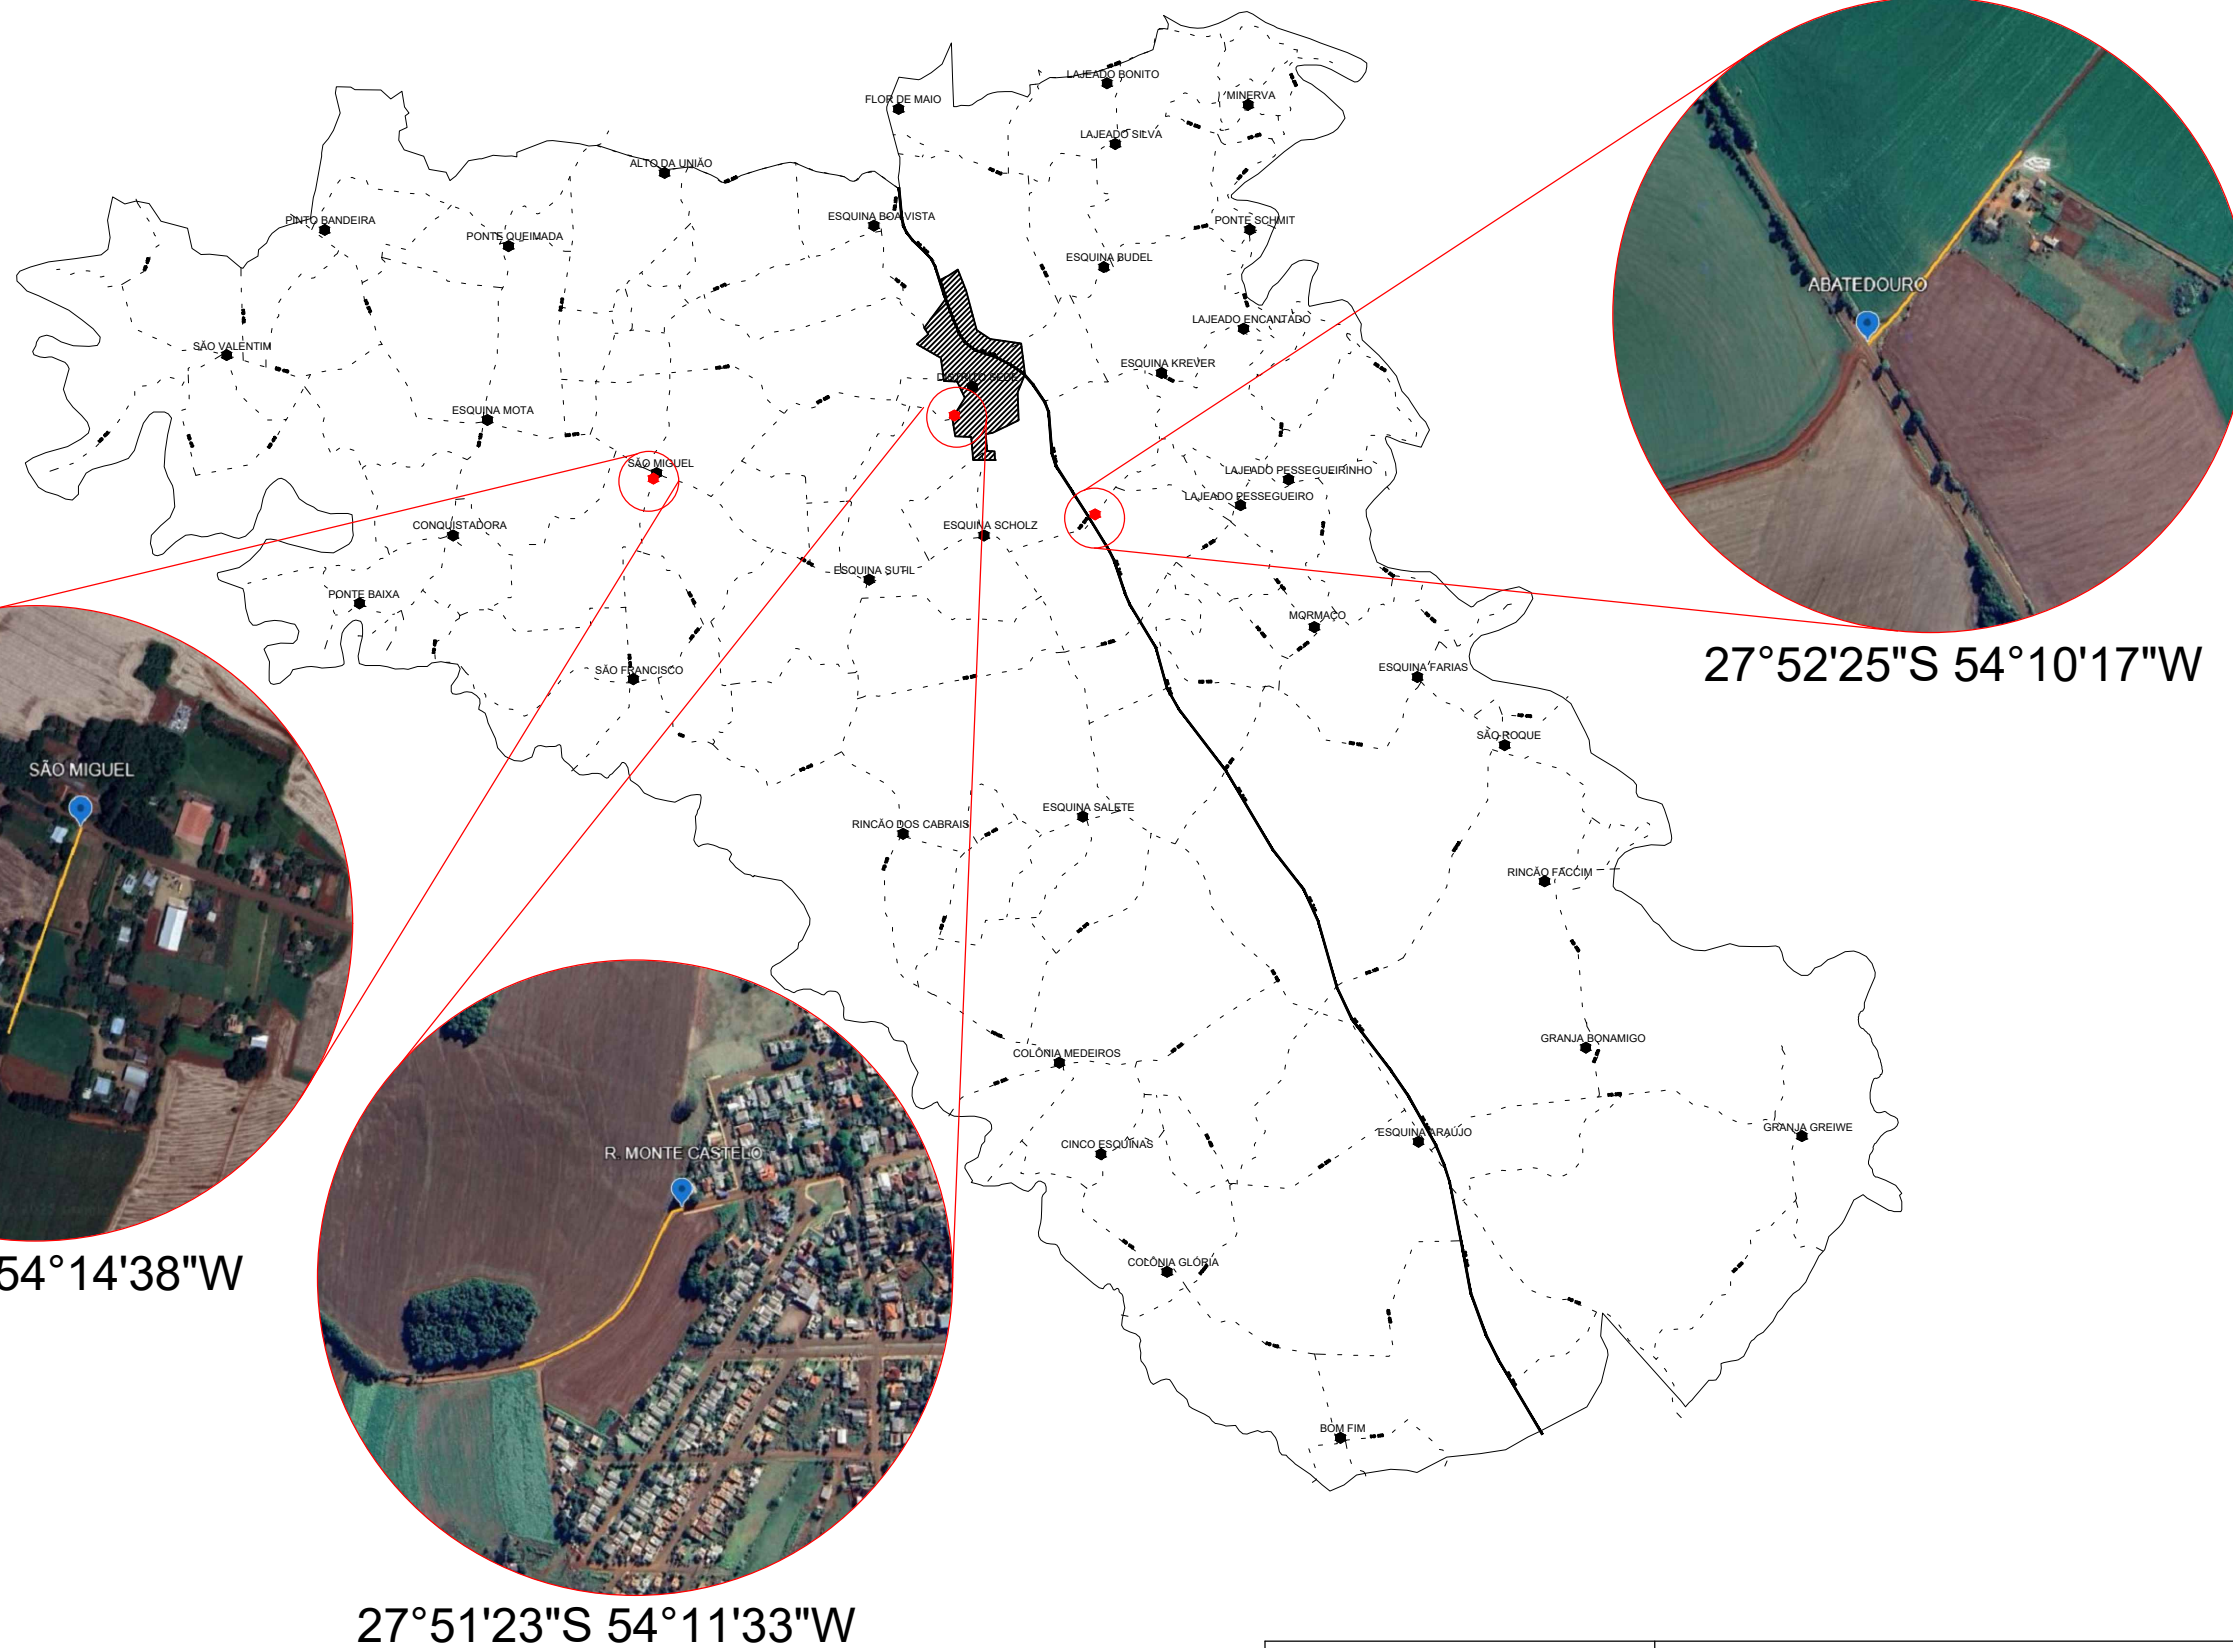 LAJEADO BONITO
MINERVA
FLOR DE MAIO
LAJEADO SILVA
ALTO DA UNIÃO
PINTO BANDEIRA
ESQUINA BOA VISTA
PONTE SCHMIT
PONTE QUEIMADA
ESQUINA BUDEL
ABATEDOURO
LAJEADO ENCANTADO
SÃO VALENTIM
ESQUINA KREVER
ESQUINA MOTA
SÃO MIGUEL
LAJEADO PESSEGUEIRINHO
LAJEADO PESSEGUEIRO
CONQUISTADORA
ESQUINA SCHOLZ
ESQUINA SUTIL
PONTE BAIXA
MORMAÇO
27°52'25"S 54°10'17"W
ESQUINA FARIAS
SÃO FRANCISCO
SÃO ROQUE
SÃO MIGUEL
ESQUINA SALETE
RINCÃO DOS CABRAIS
RINCÃO FACCIM
GRANJA BONAMIGO
COLÔNIA MEDEIROS
GRANJA GREIWE
ESQUINA ARAÚJO
CINCO ESQUINAS
R. MONTE CASTELO
COLÔNIA GLÓRIA
54°14'38"W
BOM FIM
27°51'23"S 54°11'33"W